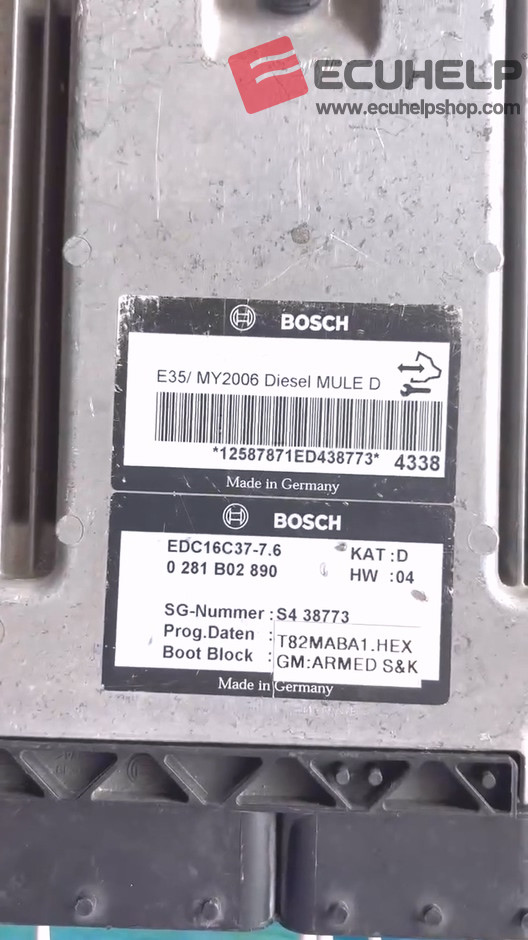 ECUHELP
www.ecuhelpshop.com
BOSCH
E35/ MY2006 Diesel MULE D
*12587871ED438773* 4338
Made in Germany
BOSCH
EDC16C37-7.6 KAT :D
0 281 B02 890 HW :04
SG-Nummer : S4 38773
Prog.Daten : T82MABA1.HEX
Boot Block : GM:ARMED S&K
Made in Germany